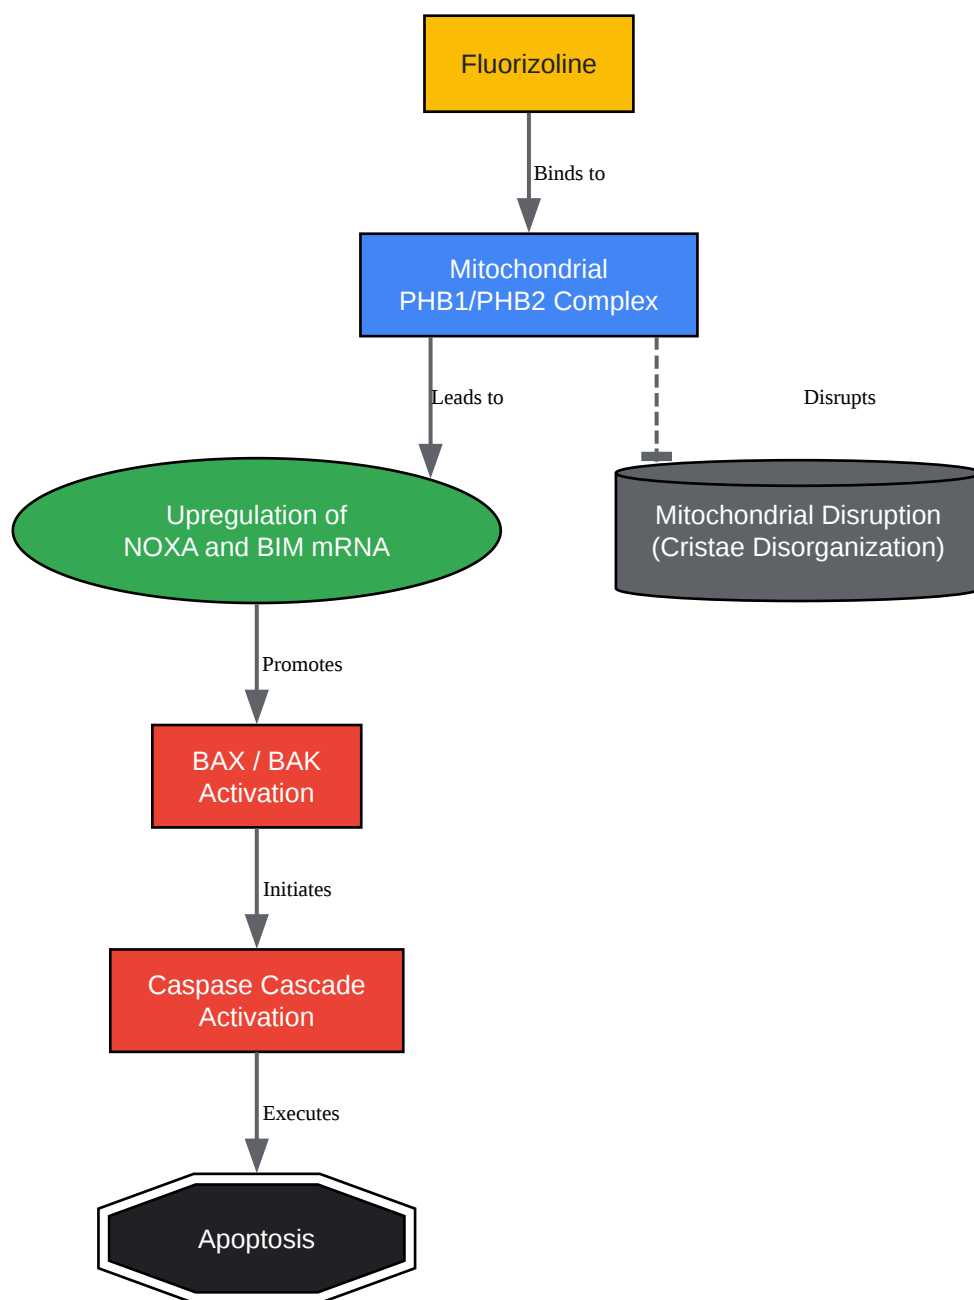 Fluorizoline
Binds to
Mitochondrial
PHB1/PHB2 Complex
Leads to
Disrupts
Upregulation of
NOXA and BIM mRNA
Mitochondrial Disruption
(Cristae Disorganization)
Promotes
BAX / BAK
Activation
Initiates
Caspase Cascade
Activation
Executes
Apoptosis